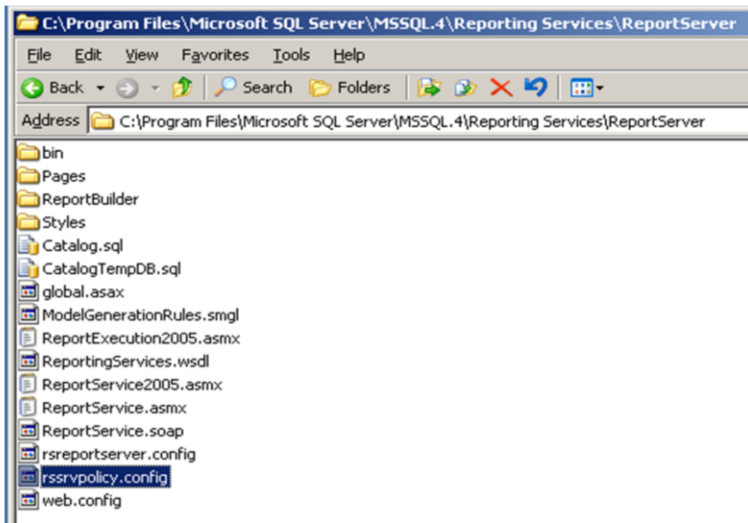 C:\Program Files\Microsoft SQL Server\MSSQL.4\Reporting Services\ReportServer
File Edit View Favorites Tools Help
Back Search Folders
Address C:\Program Files\Microsoft SQL Server\MSSQL.4\Reporting Services\ReportServer
bin
Pages
ReportBuilder
Styles
Catalog.sql
CatalogTempDB.sql
global.asax
ModelGenerationRules.smgl
ReportExecution2005.asmx
ReportingServices.wsdl
ReportService2005.asmx
ReportService.asmx
ReportService.soap
rsreportserver.config
rssrvpolicy.config
web.config